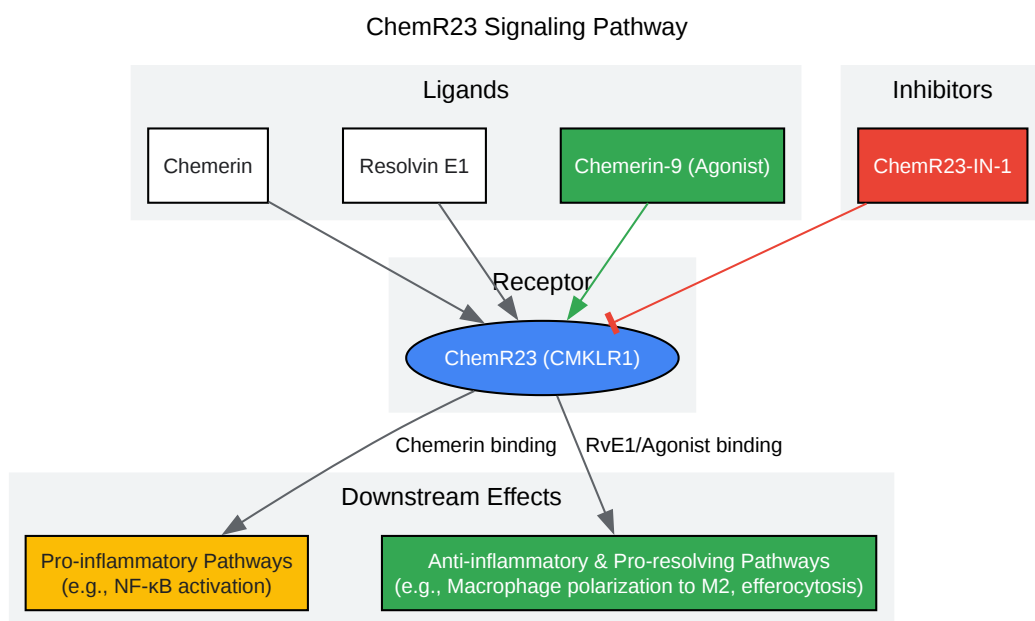 ChemR23 Signaling Pathway
Ligands
Inhibitors
Chemerin
Resolvin E1
Chemerin-9 (Agonist)
ChemR23-IN-1
Receptor
ChemR23 (CMKLR1)
Chemerin binding
RvE1/Agonist binding
Downstream Effects
Pro-inflammatory Pathways
(e.g., NF-κB activation)
Anti-inflammatory & Pro-resolving Pathways
(e.g., Macrophage polarization to M2, efferocytosis)